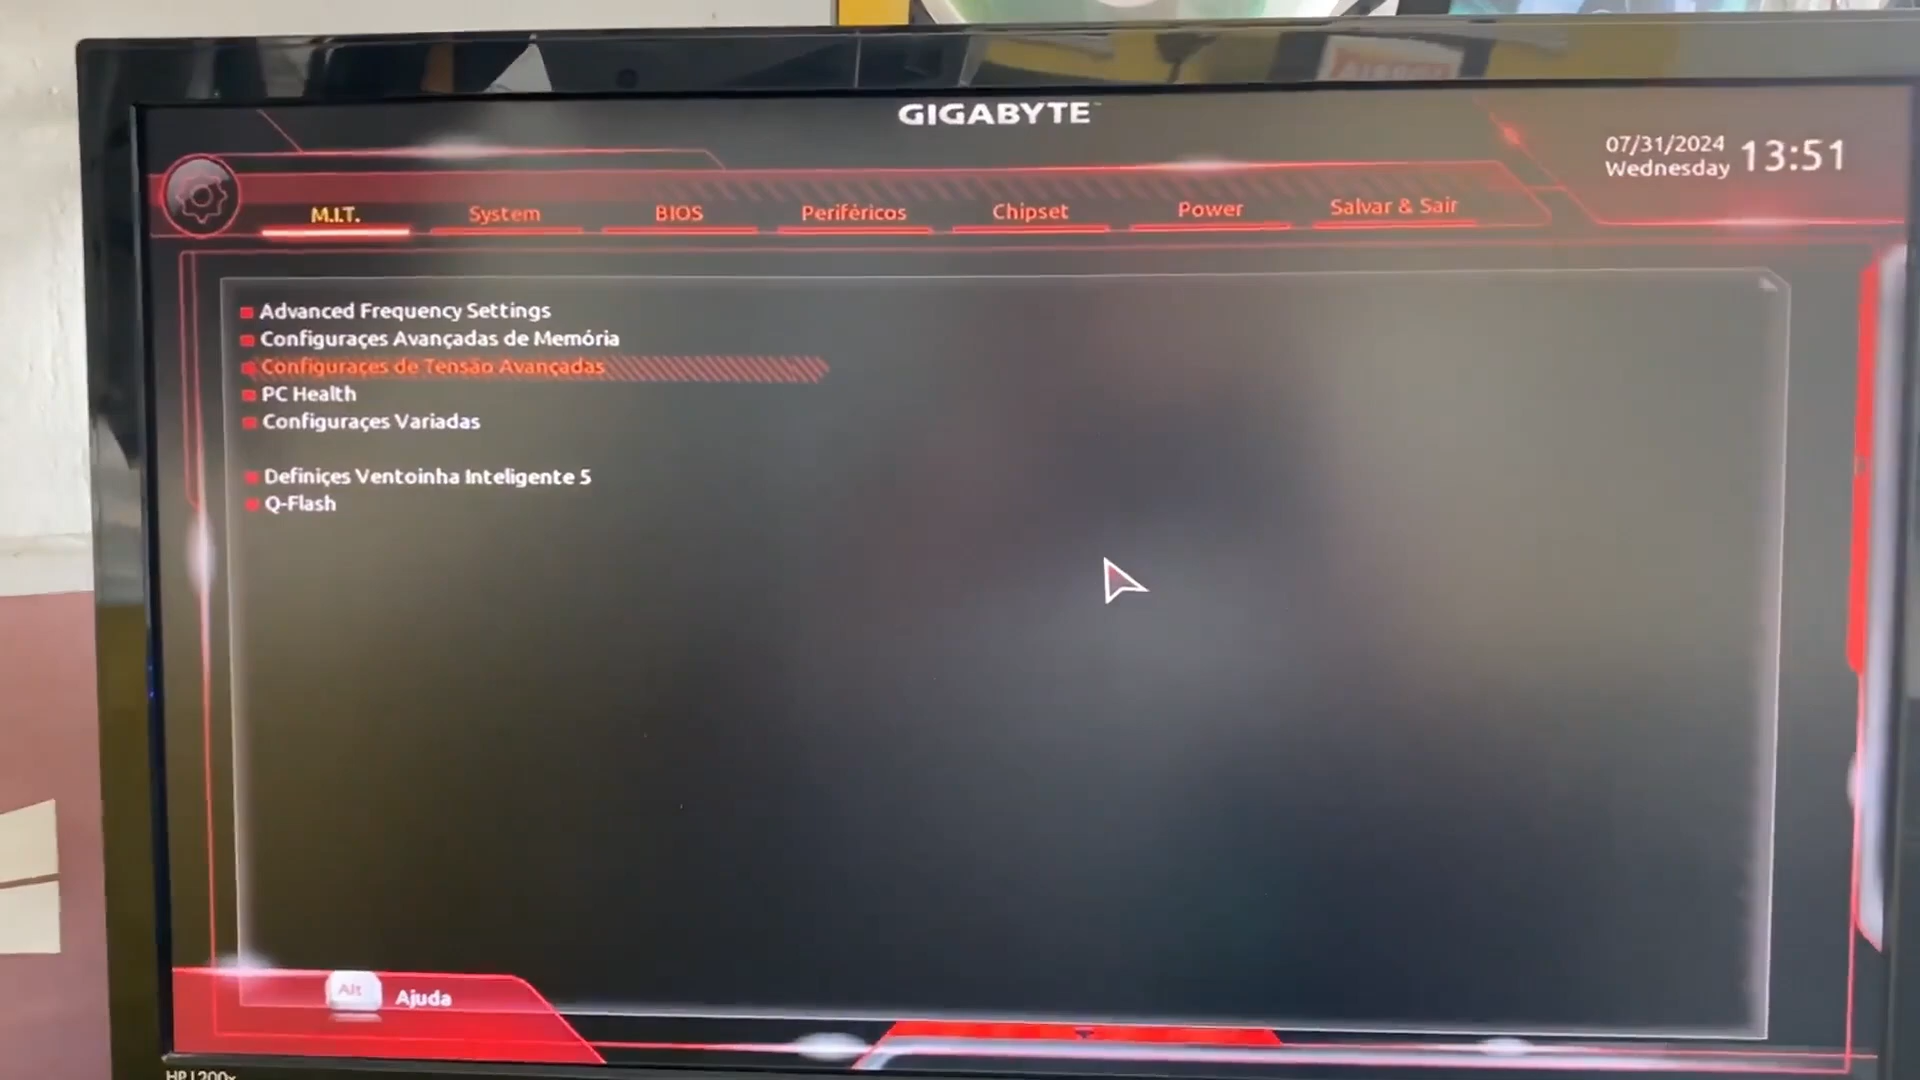 GIGABYTE
07/31/2024
Wednesday
13:51
M.I.T. System BIOS Periféricos Chipset Power Salvar & Sair
Advanced Frequency Settings
Configuraçes Avançadas de Memória
Configuraçes de Tensão Avançadas
PC Health
Configuraçes Variadas
Definiçes Ventoinha Inteligente 5
Q-Flash
Alt Ajuda